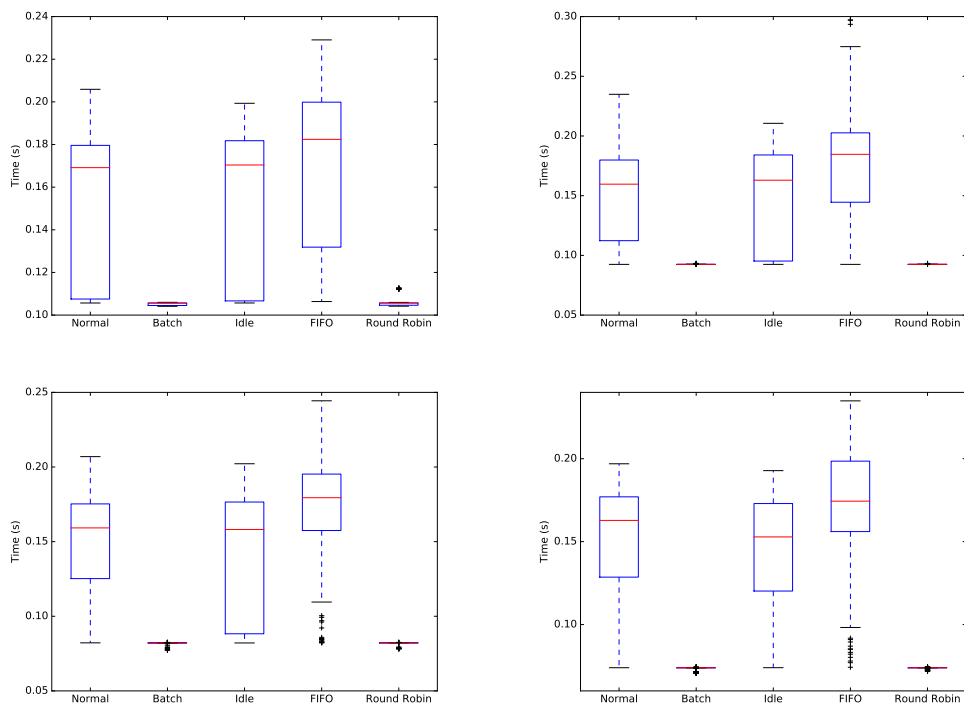 0.24
0.22
0.20
0.18
0.16
0.14
0.12
0.10
Time (s)
Normal Batch Idle FIFO Round Robin
0.30
0.25
0.20
0.15
0.10
0.05
Time (s)
Normal Batch Idle FIFO Round Robin
0.25
0.20
0.15
0.10
0.05
Time (s)
Normal Batch Idle FIFO Round Robin
0.20
0.15
0.10
Time (s)
Normal Batch Idle FIFO Round Robin